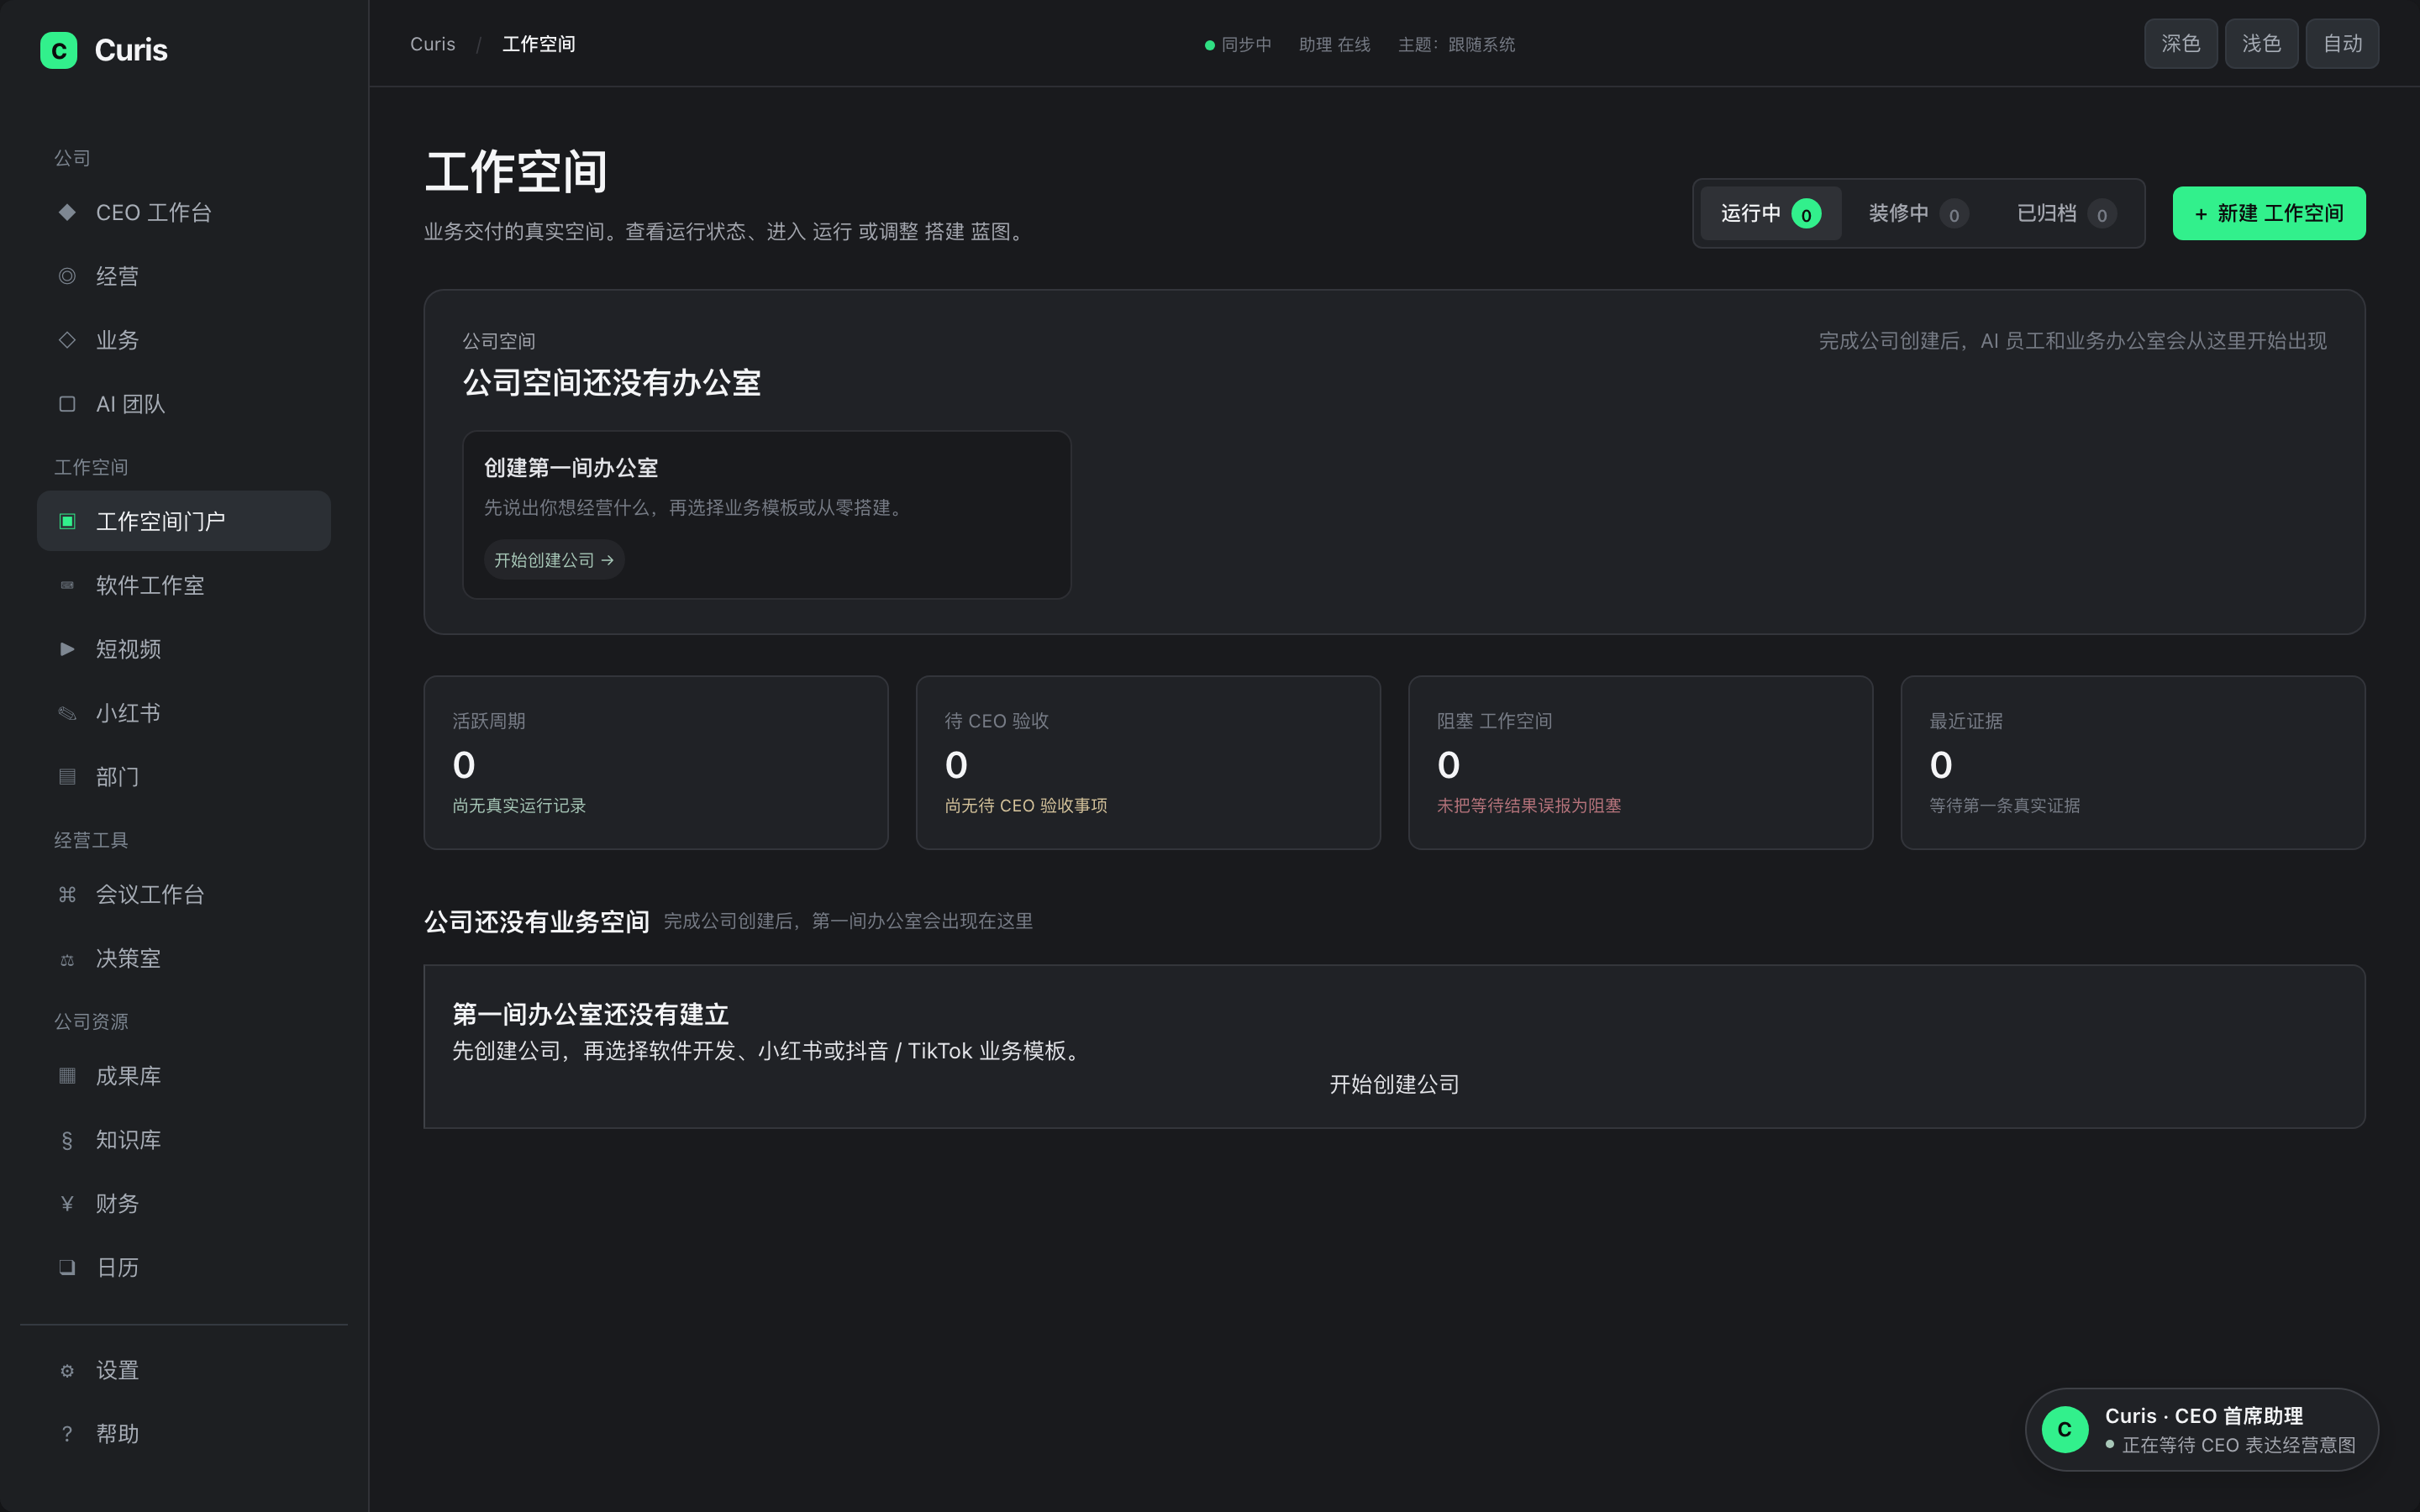 C Curis
公司
CEO 工作台
经营
业务
AI 团队
工作空间
工作空间门户
软件工作室
短视频
小红书
部门
经营工具
会议工作台
决策室
公司资源
成果库
§ 知识库
¥ 财务
日历
设置
? 帮助
Curis / 工作空间
同步中 助理 在线 主题：跟随系统
深色 浅色 自动
工作空间
业务交付的真实空间。查看运行状态、进入 运行 或调整 搭建 蓝图。
运行中 0 装修中 0 已归档 0
+ 新建 工作空间
公司空间
完成公司创建后，AI 员工和业务办公室会从这里开始出现
公司空间还没有办公室
创建第一间办公室
先说出你想经营什么，再选择业务模板或从零搭建。
开始创建公司 →
活跃周期
0
尚无真实运行记录
待 CEO 验收
0
尚无待 CEO 验收事项
阻塞 工作空间
0
未把等待结果误报为阻塞
最近证据
0
等待第一条真实证据
公司还没有业务空间 完成公司创建后，第一间办公室会出现在这里
第一间办公室还没有建立
先创建公司，再选择软件开发、小红书或抖音 / TikTok 业务模板。
开始创建公司
C
Curis · CEO 首席助理
正在等待 CEO 表达经营意图